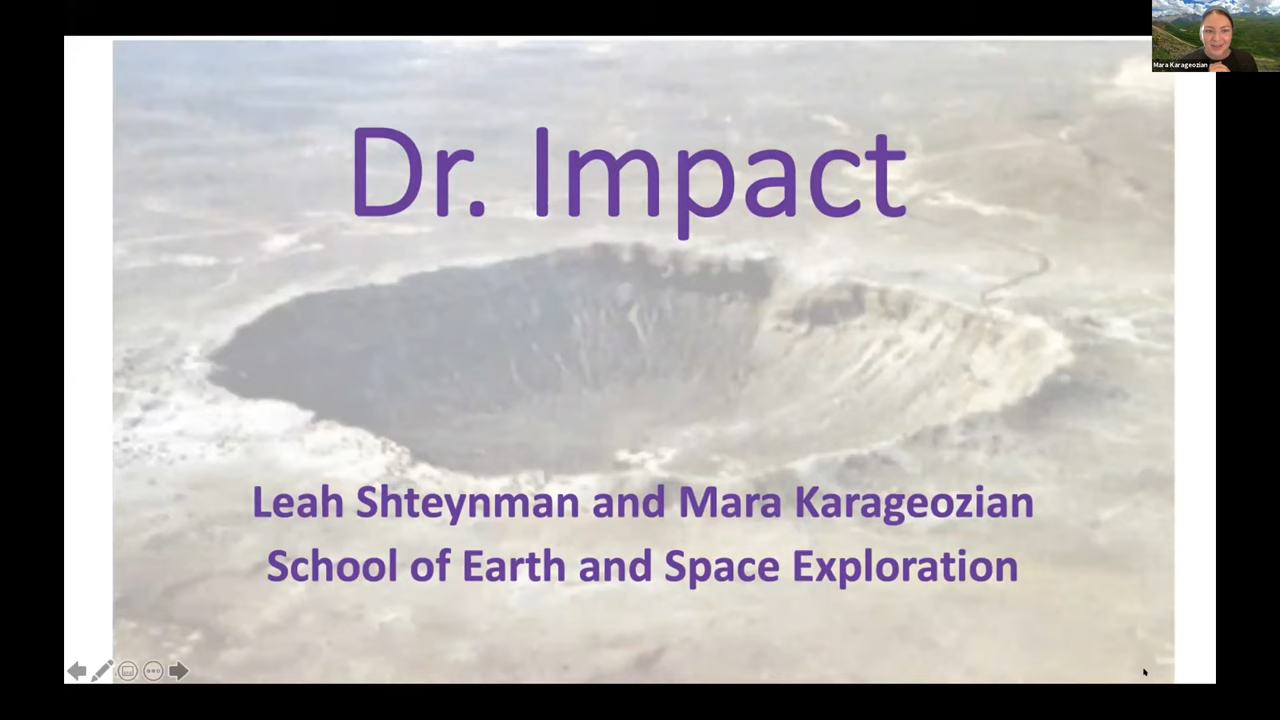 Mara Karageozian
Dr. Impact
Leah Shteynman and Mara Karageozian
School of Earth and Space Exploration